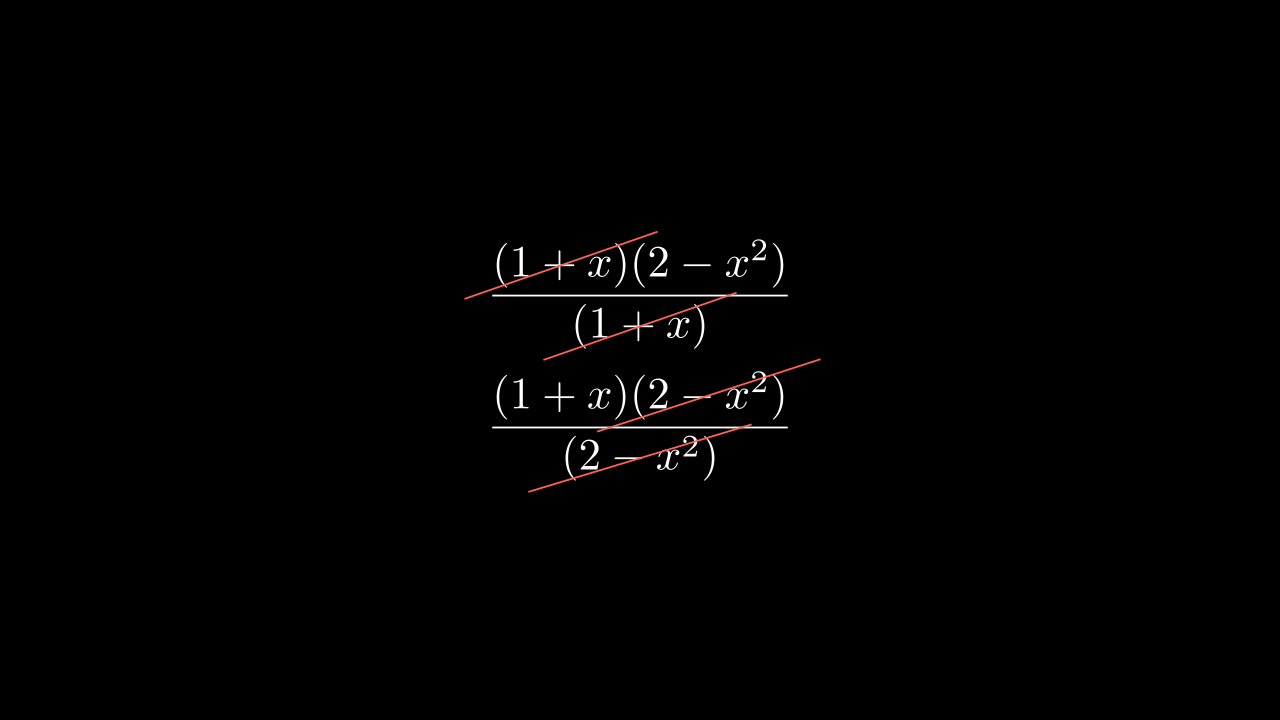 (1 + x)(2 − x²)
(1 + x)
(1 + x)(2 − x²)
(2 − x²)